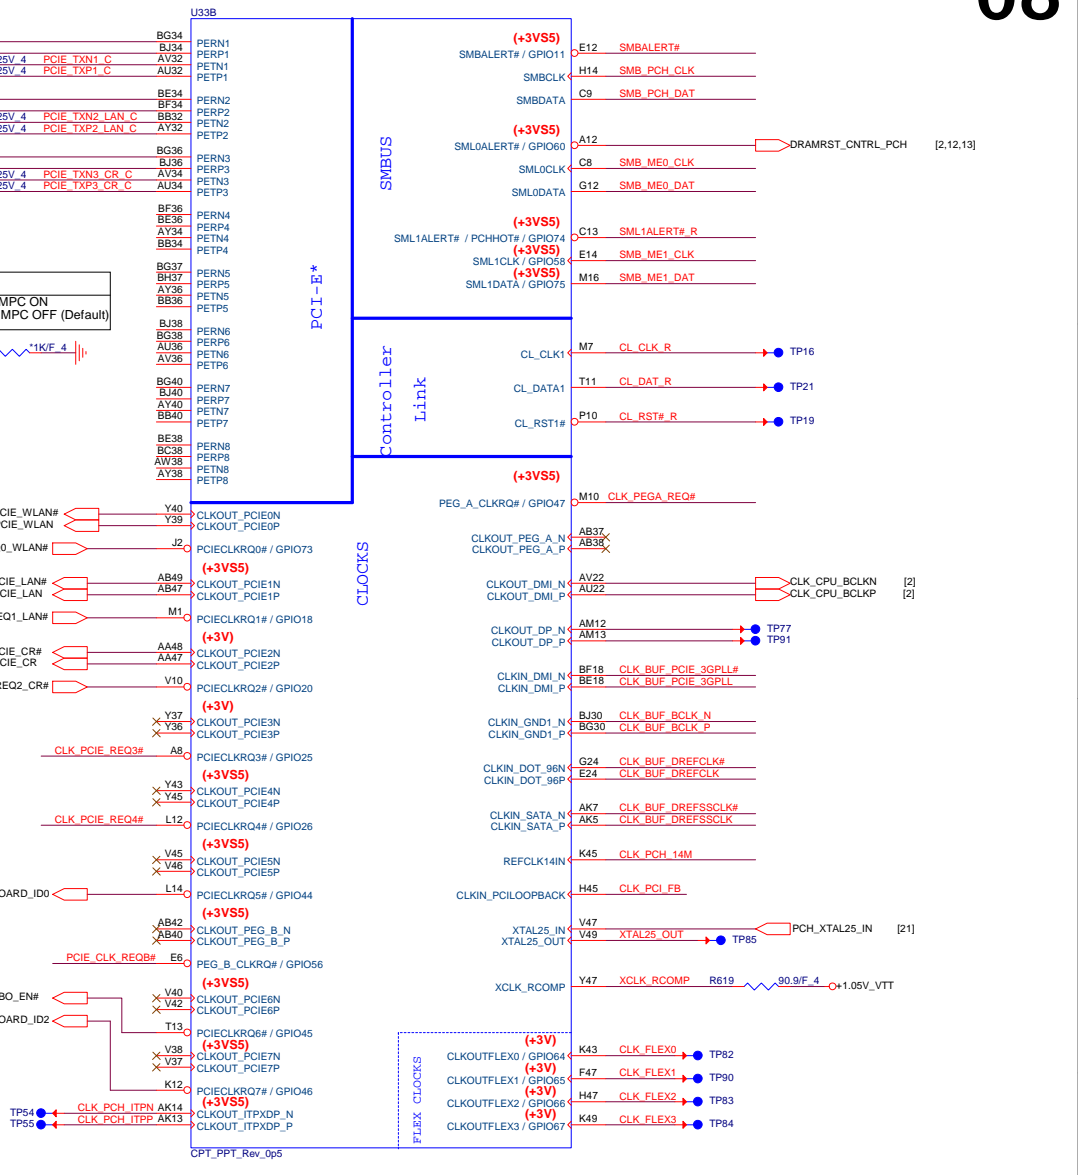 08
U33B
BG34 PERN1
BJ34 PERP1
25V_4 PCIE_TXN1_C AV32 PETN1
25V_4 PCIE_TXP1_C AU32 PETP1
BE34 PERN2
BF34 PERP2
25V_4 PCIE_TXN2_LAN_C BB32 PETN2
25V_4 PCIE_TXP2_LAN_C AY32 PETP2
BG36 PERN3
BJ36 PERP3
25V_4 PCIE_TXN3_CR_C AV34 PETN3
25V_4 PCIE_TXP3_CR_C AU34 PETP3
BF36 PERN4
BE36 PERP4
AY34 PETN4
BB34 PETP4
BG37 PERN5
BH37 PERP5
AY36 PETN5
BB36 PETP5
MPC ON
MPC OFF (Default)
*1K/F_4
BJ38 PERN6
BG38 PERP6
AU36 PETN6
AV36 PETP6
BG40 PERN7
BJ40 PERP7
AY40 PETN7
BB40 PETP7
BE38 PERN8
BC38 PERP8
AW38 PETN8
AY38 PETP8
PCI-E*
CIE_WLAN# Y40 CLKOUT_PCIE0N
PCIE_WLAN Y39 CLKOUT_PCIE0P
0_WLAN# J2 PCIECLKRQ0# / GPIO73
(+3VS5)
CIE_LAN# AB49 CLKOUT_PCIE1N
CIE_LAN AB47 CLKOUT_PCIE1P
EQ1_LAN# M1 PCIECLKRQ1# / GPIO18
(+3V)
CIE_CR# AA48 CLKOUT_PCIE2N
CIE_CR AA47 CLKOUT_PCIE2P
REQ2_CR# V10 PCIECLKRQ2# / GPIO20
(+3V)
Y37 CLKOUT_PCIE3N
Y36 CLKOUT_PCIE3P
CLK_PCIE_REQ3# A8 PCIECLKRQ3# / GPIO25
(+3VS5)
Y43 CLKOUT_PCIE4N
Y45 CLKOUT_PCIE4P
CLK_PCIE_REQ4# L12 PCIECLKRQ4# / GPIO26
(+3VS5)
V45 CLKOUT_PCIE5N
V46 CLKOUT_PCIE5P
OARD_ID0 L14 PCIECLKRQ5# / GPIO44
(+3VS5)
AB42 CLKOUT_PEG_B_N
AB40 CLKOUT_PEG_B_P
PCIE_CLK_REQB# E6 PEG_B_CLKRQ# / GPIO56
(+3VS5)
V40 CLKOUT_PCIE6N
V42 CLKOUT_PCIE6P
BO_EN# T13 PCIECLKRQ6# / GPIO45
(+3VS5)
V38 CLKOUT_PCIE7N
V37 CLKOUT_PCIE7P
OARD_ID2 K12 PCIECLKRQ7# / GPIO46
(+3VS5)
TP54 CLK_PCH_ITPN AK14 CLKOUT_ITPXDP_N
TP55 CLK_PCH_ITPP AK13 CLKOUT_ITPXDP_P
CPT_PPT_Rev_0p5
SMBUS
(+3VS5)
SMBALERT# / GPIO11 E12 SMBALERT#
SMBCLK H14 SMB_PCH_CLK
SMBDATA C9 SMB_PCH_DAT
(+3VS5)
SML0ALERT# / GPIO60 A12 DRAMRST_CNTRL_PCH [2,12,13]
SML0CLK C8 SMB_ME0_CLK
SML0DATA G12 SMB_ME0_DAT
(+3VS5)
SML1ALERT# / PCHHOT# / GPIO74 C13 SML1ALERT#_R
(+3VS5)
SML1CLK / GPIO58 E14 SMB_ME1_CLK
(+3VS5)
SML1DATA / GPIO75 M16 SMB_ME1_DAT
Controller
Link
CL_CLK1 M7 CL_CLK_R TP16
CL_DATA1 T11 CL_DAT_R TP21
CL_RST1# P10 CL_RST#_R TP19
CLOCKS
(+3VS5)
PEG_A_CLKRQ# / GPIO47 M10 CLK_PEGA_REQ#
CLKOUT_PEG_A_N AB37
CLKOUT_PEG_A_P AB38
CLKOUT_DMI_N AV22 CLK_CPU_BCLKN [2]
CLKOUT_DMI_P AU22 CLK_CPU_BCLKP [2]
CLKOUT_DP_N AM12 TP77
CLKOUT_DP_P AM13 TP91
CLKIN_DMI_N BF18 CLK_BUF_PCIE_3GPLL#
CLKIN_DMI_P BE18 CLK_BUF_PCIE_3GPLL
CLKIN_GND1_N BJ30 CLK_BUF_BCLK_N
CLKIN_GND1_P BG30 CLK_BUF_BCLK_P
CLKIN_DOT_96N G24 CLK_BUF_DREFCLK#
CLKIN_DOT_96P E24 CLK_BUF_DREFCLK
CLKIN_SATA_N AK7 CLK_BUF_DREFSSCLK#
CLKIN_SATA_P AK5 CLK_BUF_DREFSSCLK
REFCLK14IN K45 CLK_PCH_14M
CLKIN_PCILOOPBACK H45 CLK_PCI_FB
XTAL25_IN V47 PCH_XTAL25_IN [21]
XTAL25_OUT V49 XTAL25_OUT TP85
XCLK_RCOMP Y47 XCLK_RCOMP R619 90.9/F_4 +1.05V_VTT
FLEX CLOCKS
(+3V)
CLKOUTFLEX0 / GPIO64 K43 CLK_FLEX0 TP82
(+3V)
CLKOUTFLEX1 / GPIO65 F47 CLK_FLEX1 TP90
(+3V)
CLKOUTFLEX2 / GPIO66 H47 CLK_FLEX2 TP83
(+3V)
CLKOUTFLEX3 / GPIO67 K49 CLK_FLEX3 TP84